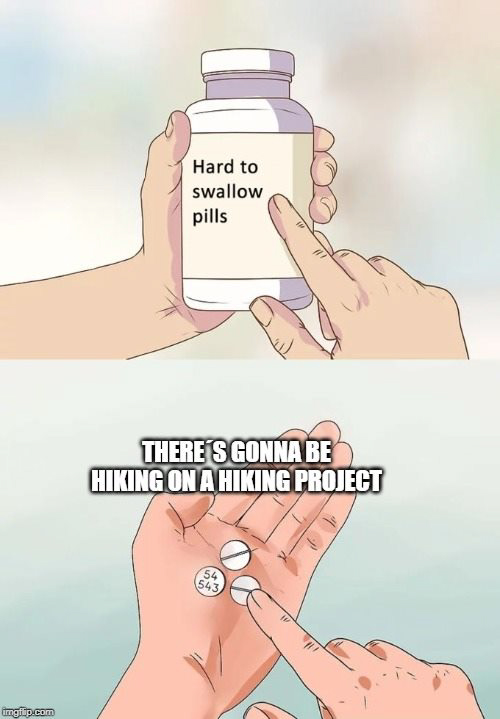 Hard to
swallow
pills
THERE´S GONNA BE
HIKING ON A HIKING PROJECT
54
543
imgflip.com